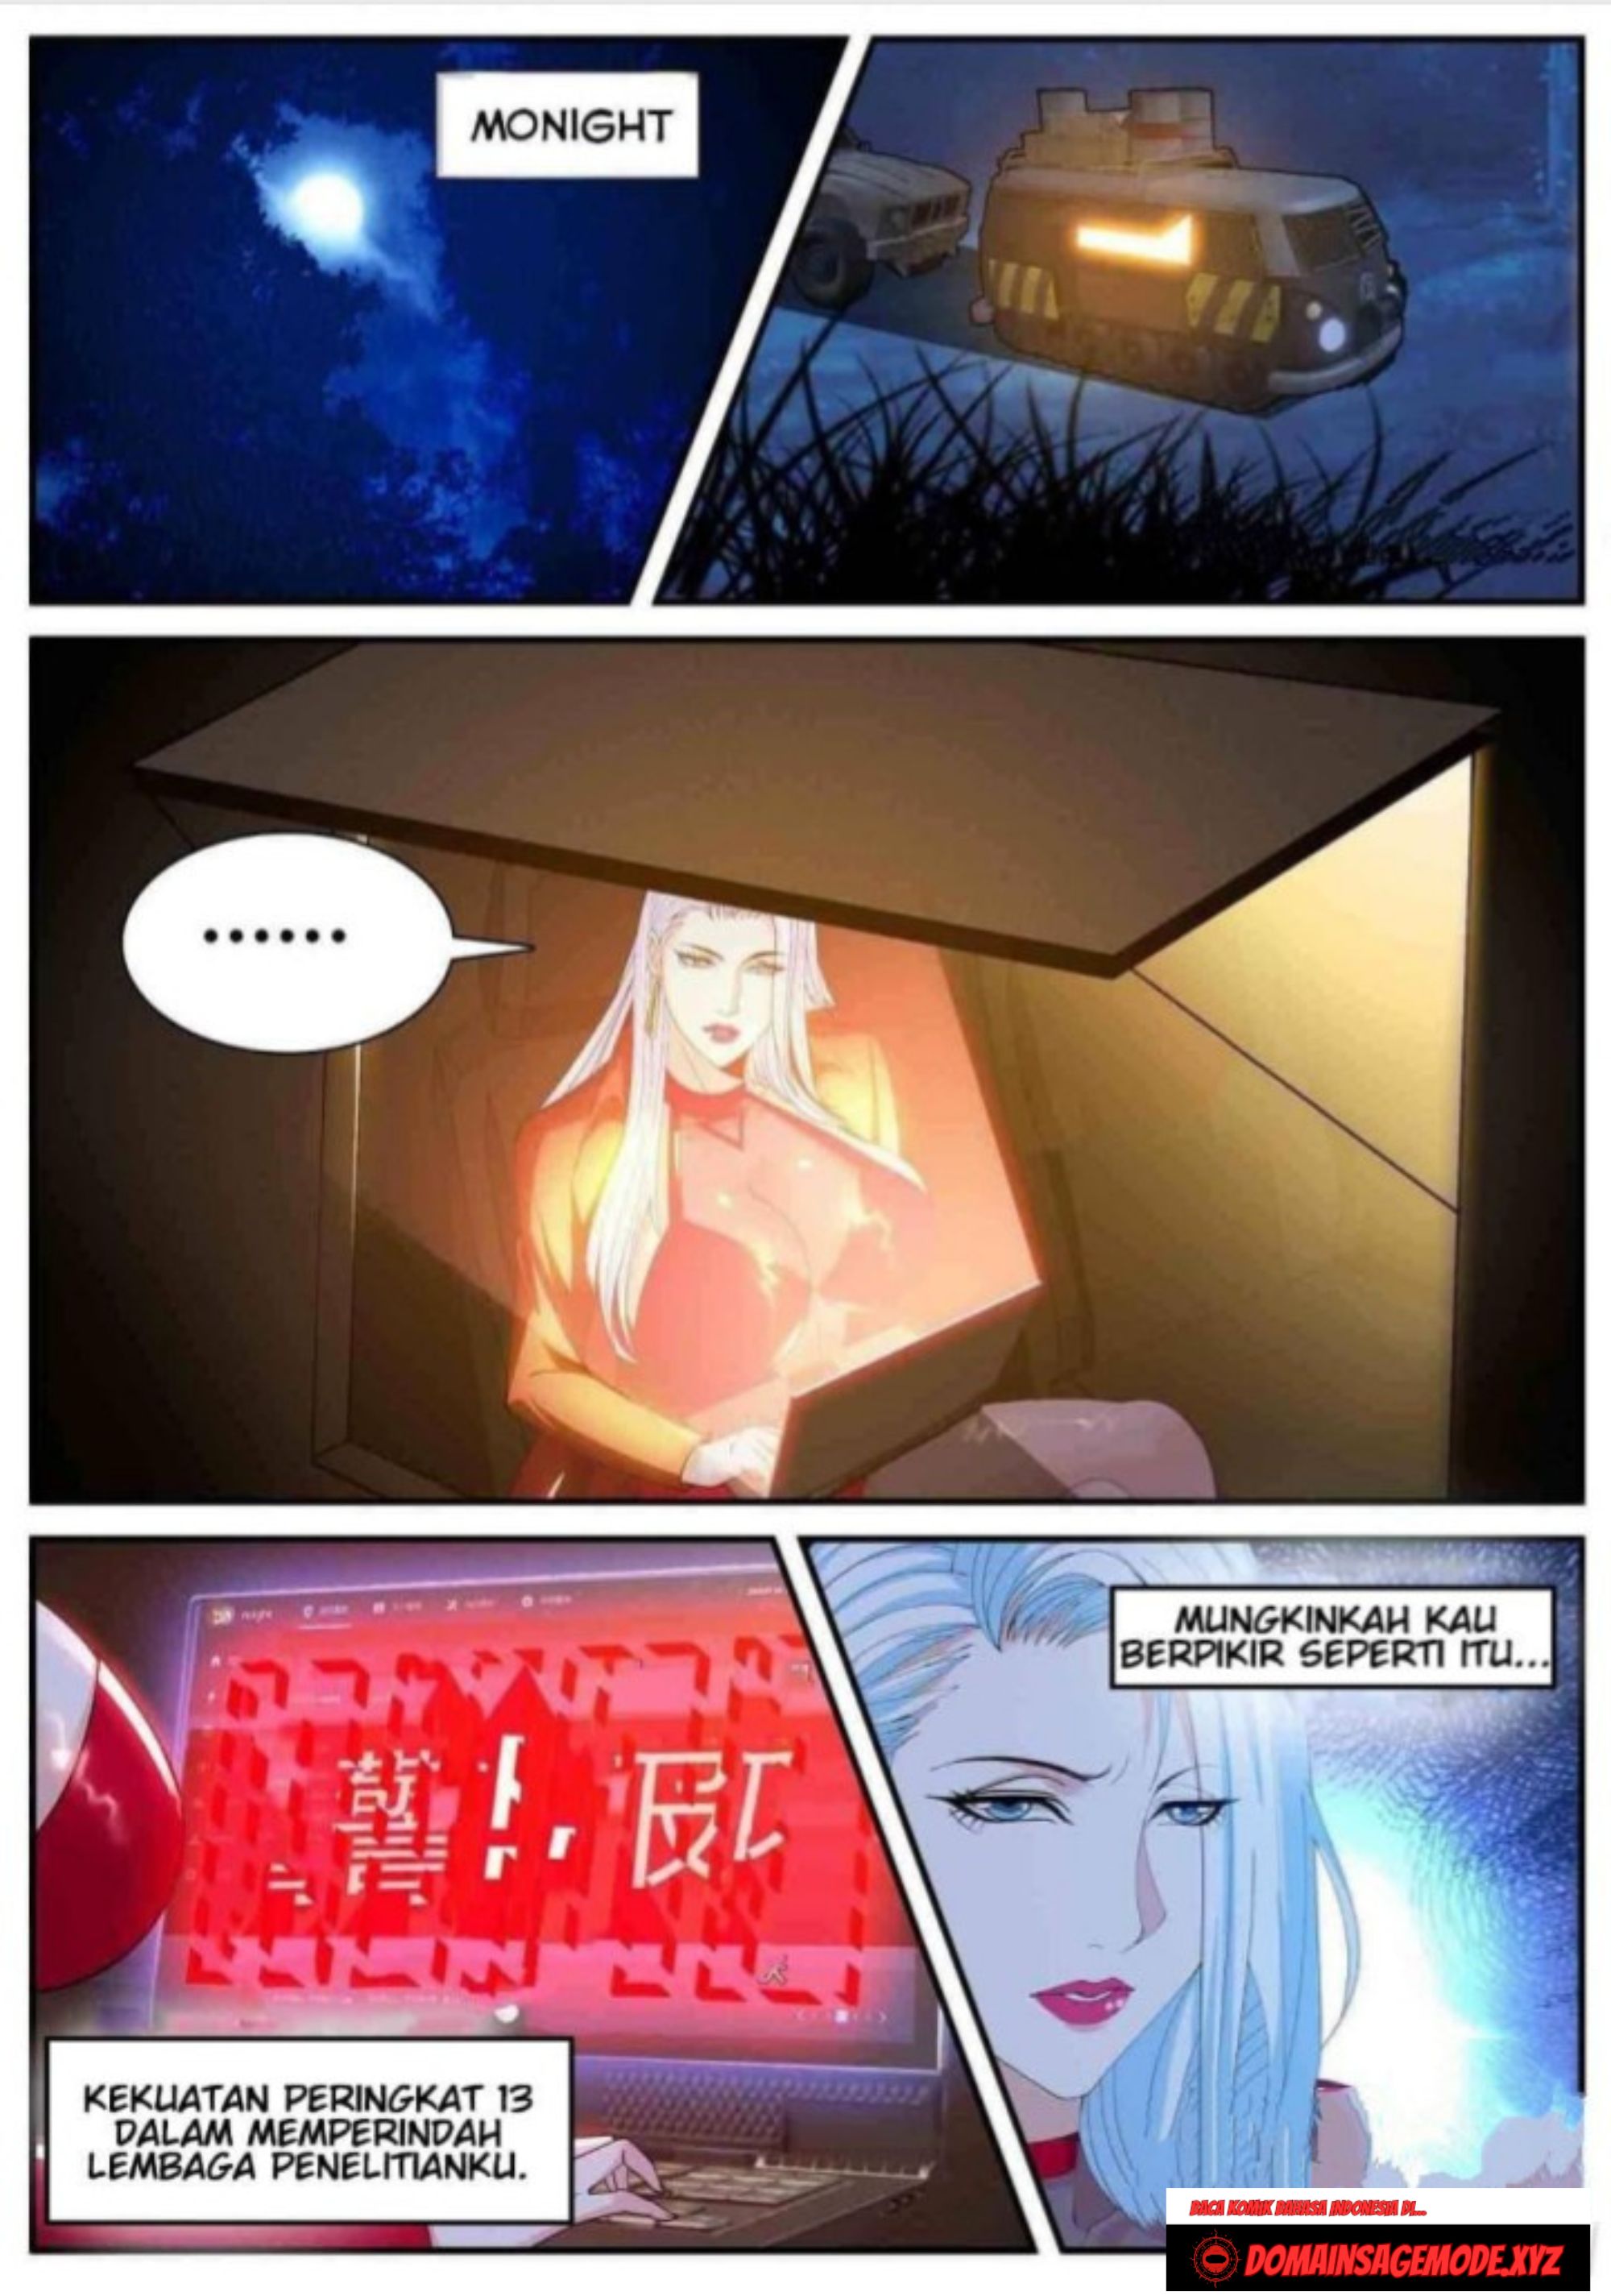 MONIGHT
......
KEKUATAN PERINGKAT 13
DALAM MEMPERINDAH
LEMBAGA PENELITIANKU.
MUNGKINKAH KAU
BERPIKIR SEPERTI ITU...
BACA KOMIK BAHASA INDONESIA DI...
DOMAINSAGEMODE.XYZ